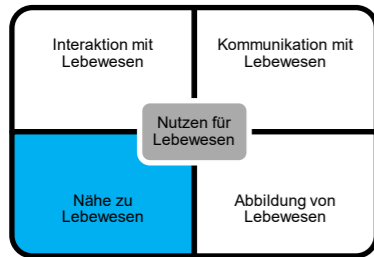 Interaktion mit
Lebewesen
Kommunikation mit
Lebewesen
Nutzen für
Lebewesen
Nähe zu
Lebewesen
Abbildung von
Lebewesen